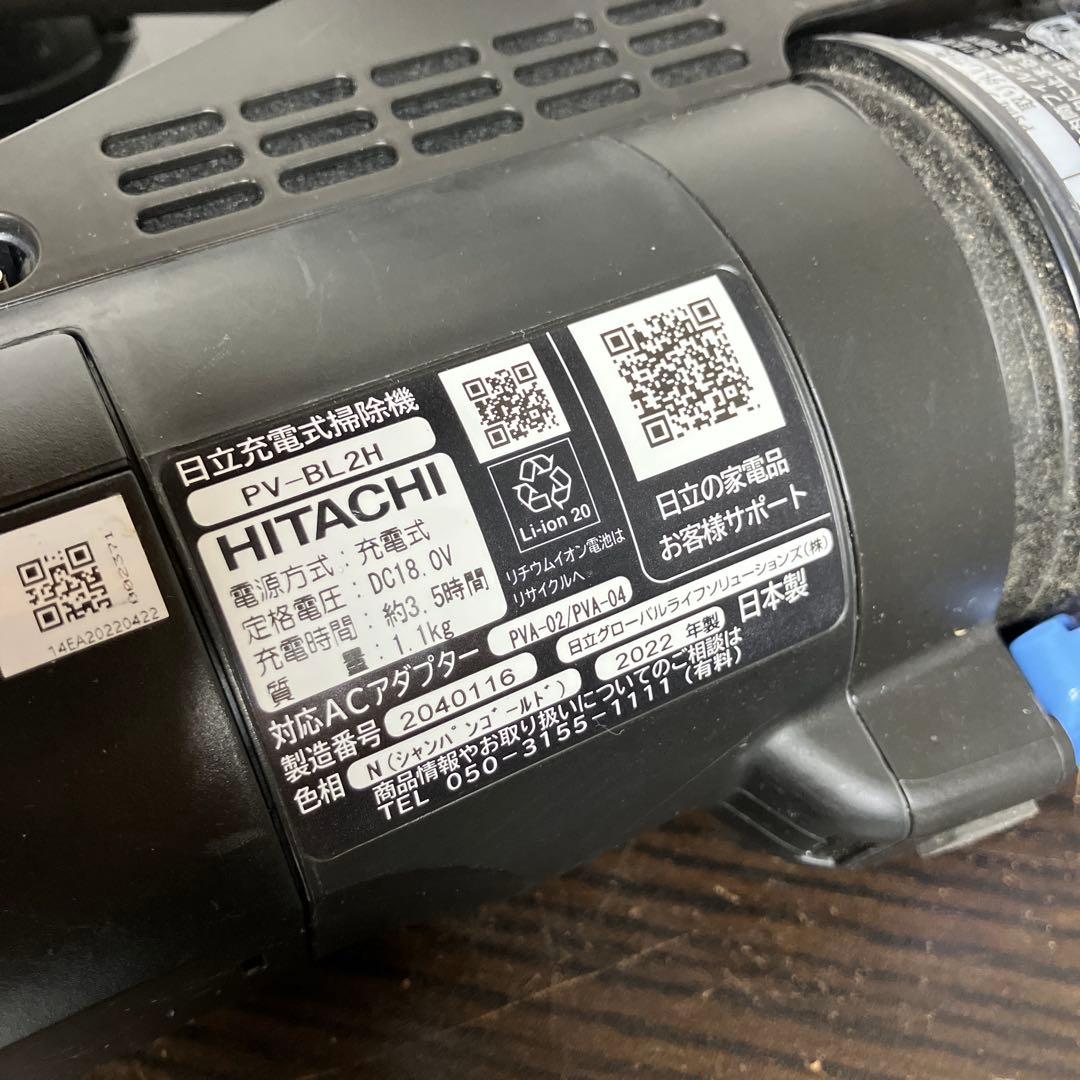 日立充電式掃除機
PV-BL2H
HITACHI
電源方式：充電式
定格電圧：DC18.0V
充電時間：約3.5時間
質　　量：1.1kg
対応ACアダプター PVA-02/PVA-04
製造番号 2040116 日立グローバルライフソリューションズ(株)
色相 N(シャンパンゴールド) 2022 年製 日本製
商品情報やお取り扱いについてのご相談は
TEL 050-3155-1111 (有料)
Li-ion 20
リチウムイオン電池は
リサイクルへ
日立の家電品
お客様サポート
173200
14EA20220422